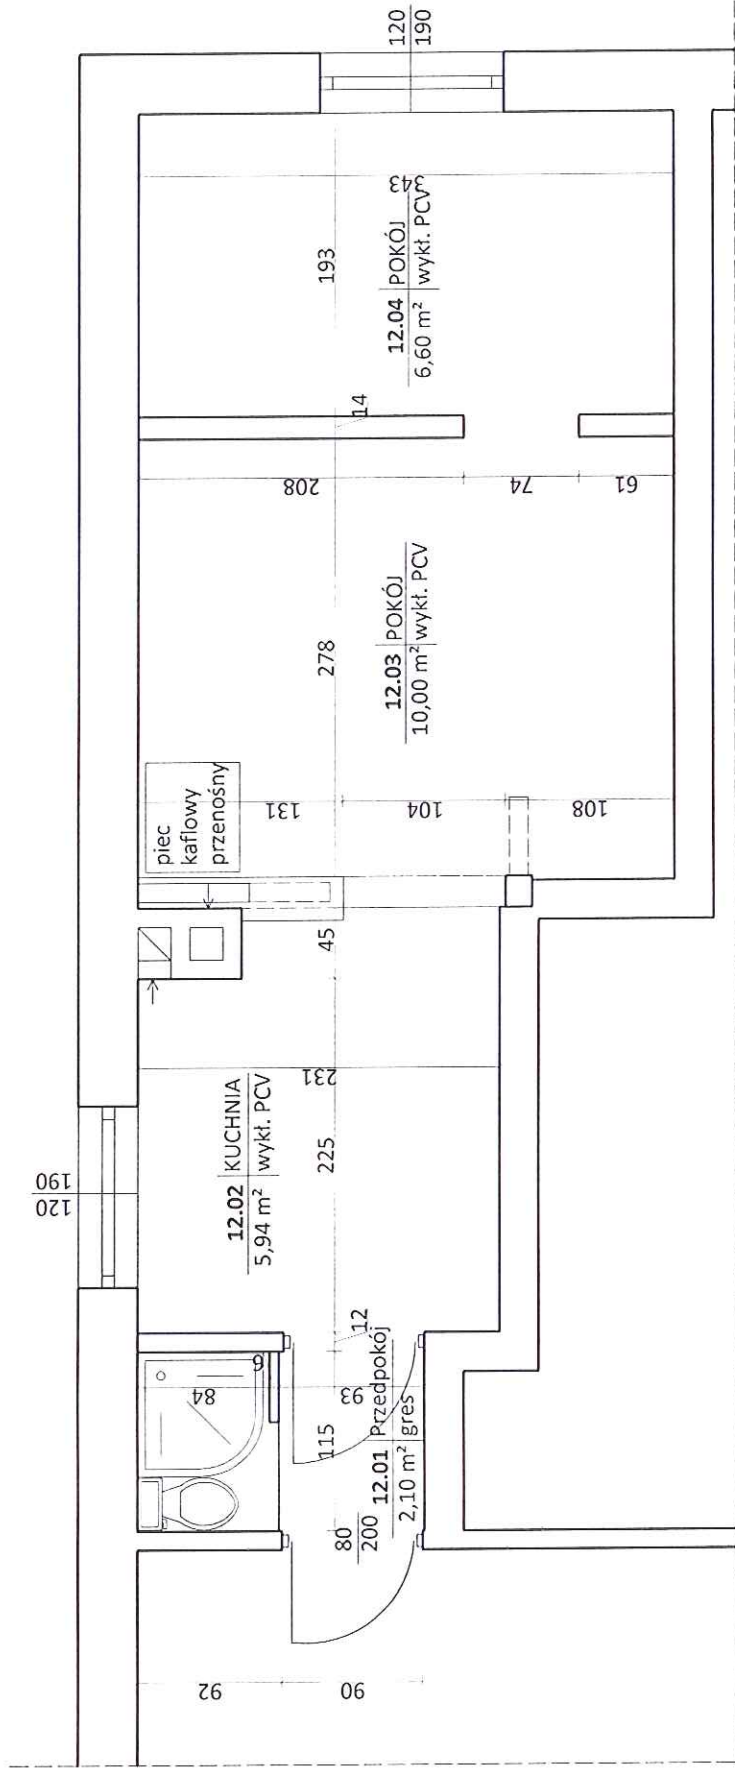 120
190
343
193
12.04 POKÓJ
6,60 m² wykł. PCV
14
208
74
61
278
12.03 POKÓJ
10,00 m² wykł. PCV
piec
kaflowy
przenośny
131
104
108
45
231
190
120
12.02 KUCHNIA
5,94 m² wykł. PCV
225
12
9
84
93
115
12.01 Przedpokój
2,10 m² gres
80
200
92
90